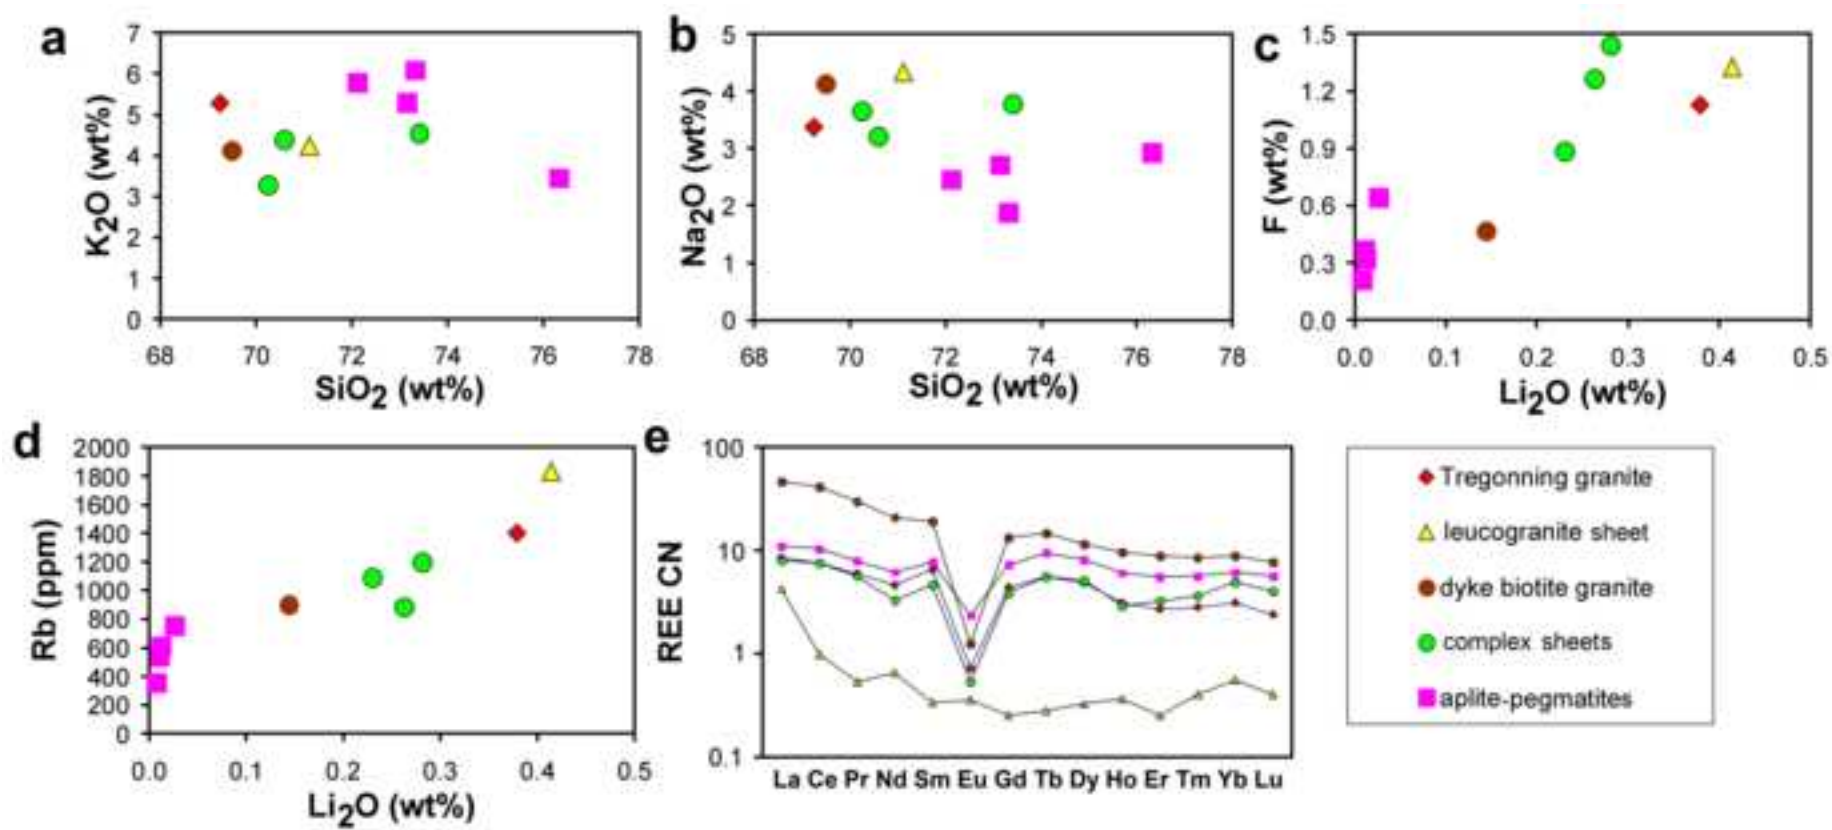 a
7
6
5
4
3
2
1
0
K2O (wt%)
68 70 72 74 76 78
SiO2 (wt%)
b
5
4
3
2
1
0
Na2O (wt%)
68 70 72 74 76 78
SiO2 (wt%)
c
1.5
1.2
0.9
0.6
0.3
0.0
F (wt%)
0.0 0.1 0.2 0.3 0.4 0.5
Li2O (wt%)
d
2000
1800
1600
1400
1200
1000
800
600
400
200
0
Rb (ppm)
0.0 0.1 0.2 0.3 0.4 0.5
Li2O (wt%)
e
100
10
1
0.1
REE CN
La Ce Pr Nd Sm Eu Gd Tb Dy Ho Er Tm Yb Lu
Tregonning granite
leucogranite sheet
dyke biotite granite
complex sheets
aplite-pegmatites